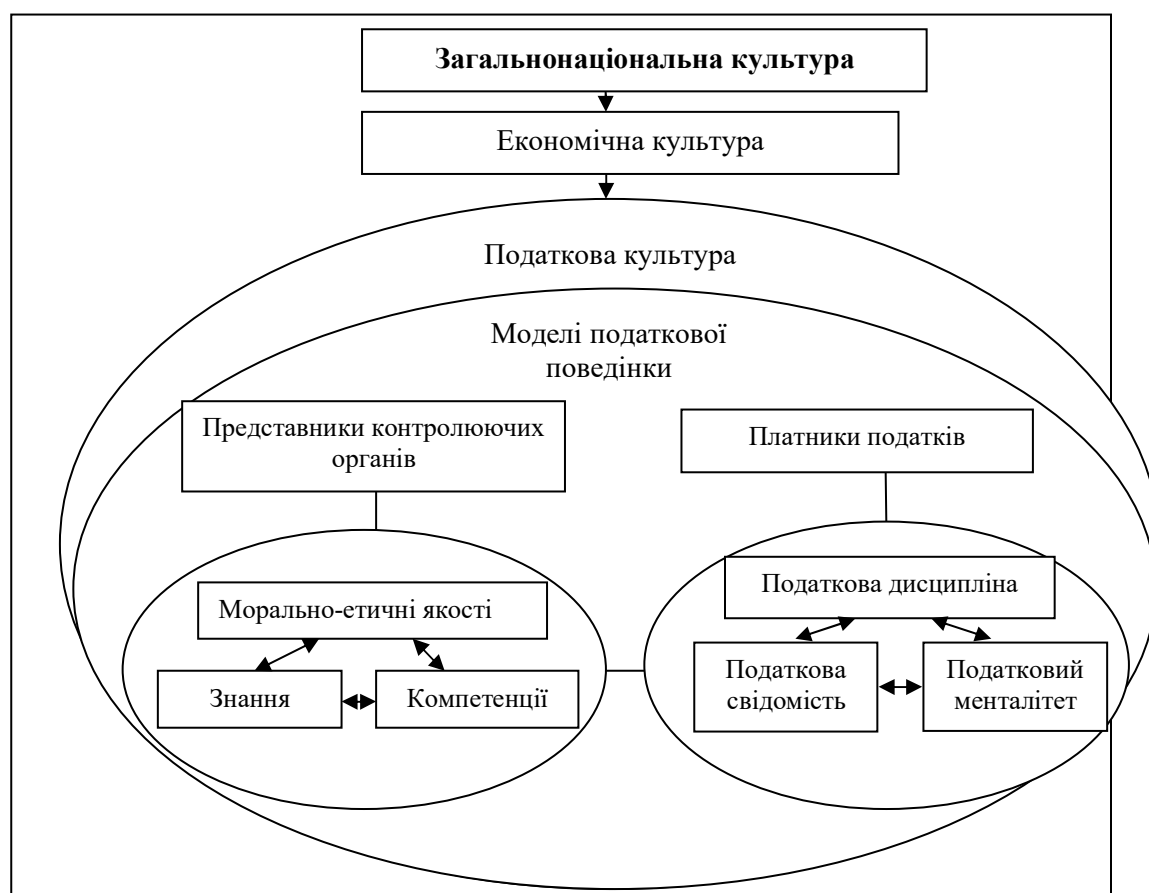 Загальнонаціональна культура
Економічна культура
Податкова культура
Моделі податкової
поведінки
Представники контролюючих
органів
Платники податків
Морально-етичні якості
Знання
Компетенції
Податкова дисципліна
Податкова
свідомість
Податковий
менталітет